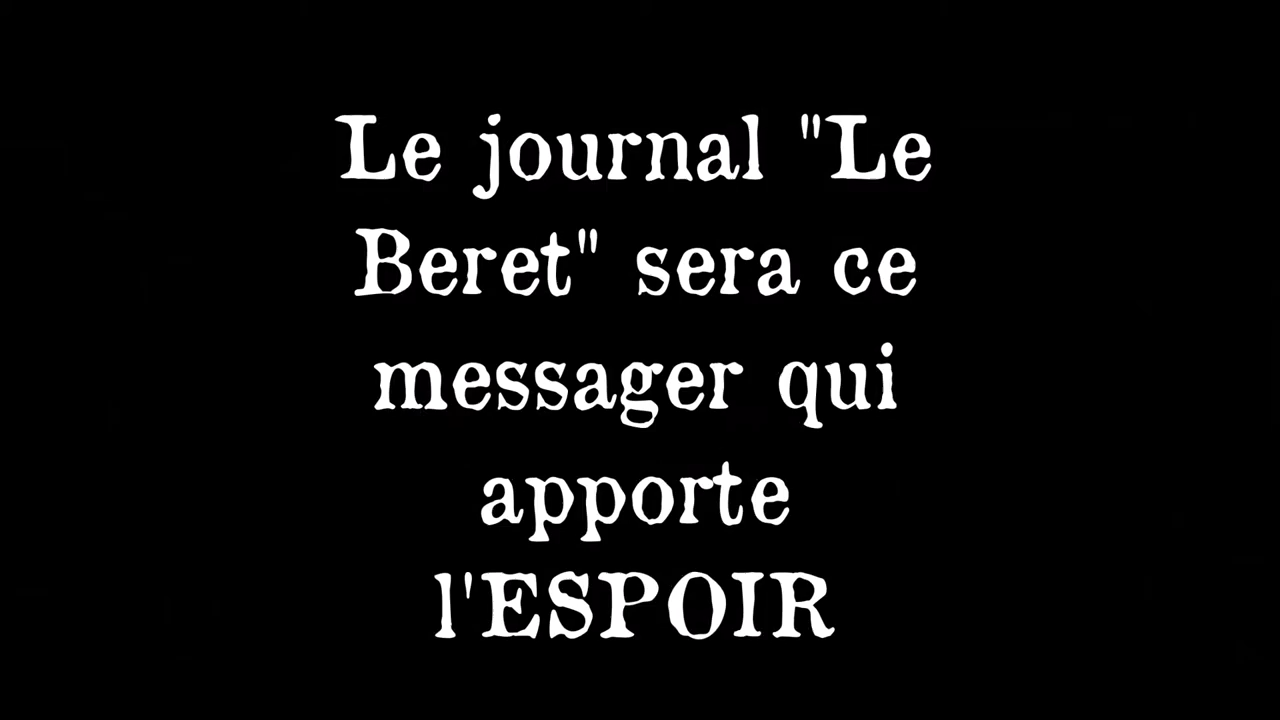 Le journal "Le
Beret" sera ce
messager qui
apporte
l'ESPOIR